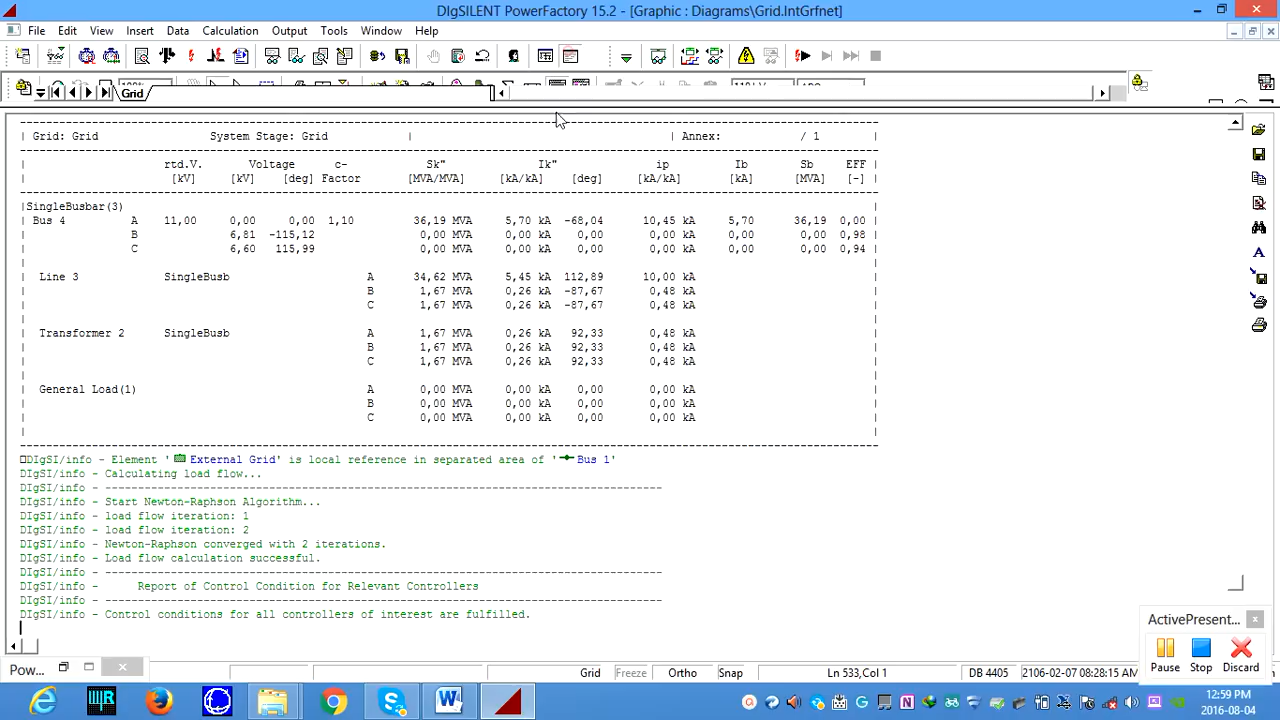 DIgSILENT PowerFactory 15.2 - [Graphic : Diagrams\Grid.IntGrfnet]
File Edit View Insert Data Calculation Output Tools Window Help
Grid
| Grid: Grid System Stage: Grid | | Annex: / 1 |
| rtd.V. Voltage c- Sk" Ik" ip Ib Sb EFF |
| [kV] [kV] [deg] Factor [MVA/MVA] [kA/kA] [deg] [kA/kA] [kA] [MVA] [-] |
|SingleBusbar(3) |
| Bus 4 A 11,00 0,00 0,00 1,10 36,19 MVA 5,70 kA -68,04 10,45 kA 5,70 36,19 0,00 |
| B 6,81 -115,12 0,00 MVA 0,00 kA 0,00 0,00 kA 0,00 0,00 0,98 |
| C 6,60 115,99 0,00 MVA 0,00 kA 0,00 0,00 kA 0,00 0,00 0,94 |
| Line 3 SingleBusb A 34,62 MVA 5,45 kA 112,89 10,00 kA |
| B 1,67 MVA 0,26 kA -87,67 0,48 kA |
| C 1,67 MVA 0,26 kA -87,67 0,48 kA |
| Transformer 2 SingleBusb A 1,67 MVA 0,26 kA 92,33 0,48 kA |
| B 1,67 MVA 0,26 kA 92,33 0,48 kA |
| C 1,67 MVA 0,26 kA 92,33 0,48 kA |
| General Load(1) A 0,00 MVA 0,00 kA 0,00 0,00 kA |
| B 0,00 MVA 0,00 kA 0,00 0,00 kA |
| C 0,00 MVA 0,00 kA 0,00 0,00 kA |
DIgSI/info - Element ' External Grid' is local reference in separated area of ' Bus 1'
DIgSI/info - Calculating load flow...
DIgSI/info - --------------------------------------------------------------------------------
DIgSI/info - Start Newton-Raphson Algorithm...
DIgSI/info - load flow iteration: 1
DIgSI/info - load flow iteration: 2
DIgSI/info - Newton-Raphson converged with 2 iterations.
DIgSI/info - Load flow calculation successful.
DIgSI/info - --------------------------------------------------------------------------------
DIgSI/info - Report of Control Condition for Relevant Controllers
DIgSI/info - --------------------------------------------------------------------------------
DIgSI/info - Control conditions for all controllers of interest are fulfilled.
ActivePresent...
Pause Stop Discard
Pow...
Grid Freeze Ortho Snap Ln 533,Col 1 DB 4405 2106-02-07 08:28:15 AM
12:59 PM
2016-08-04